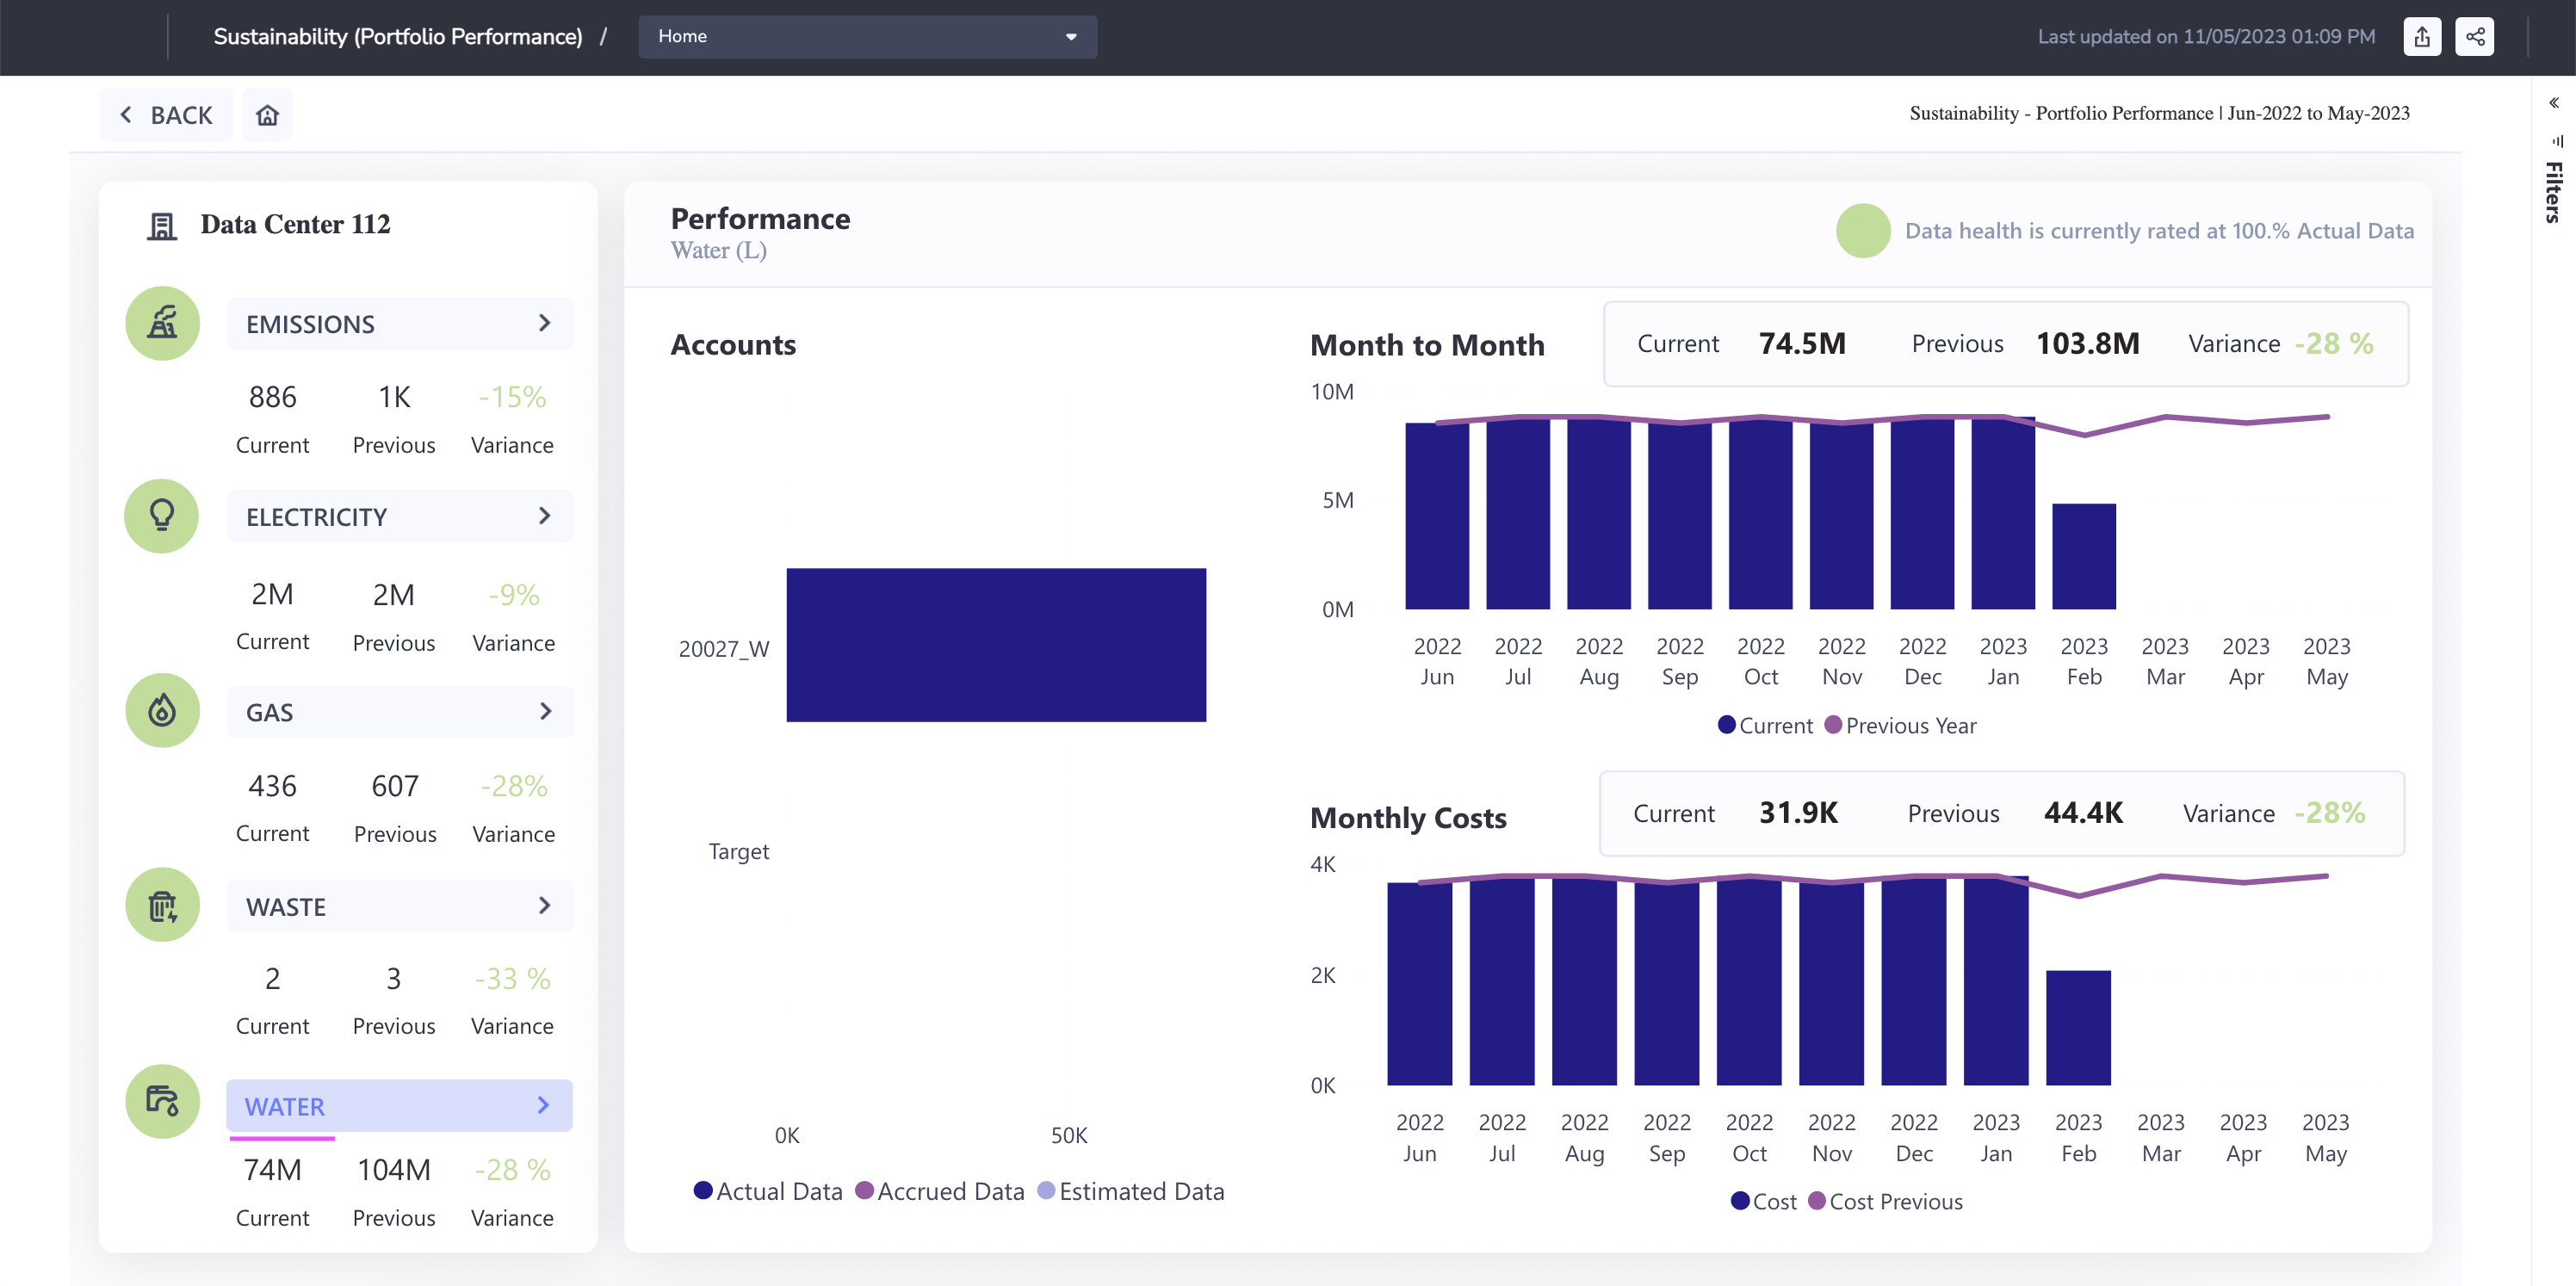 Sustainability (Portfolio Performance) / Home
Last updated on 11/05/2023 01:09 PM
BACK
Sustainability - Portfolio Performance | Jun-2022 to May-2023
Filters
Data Center 112
EMISSIONS
886 1K -15%
Current Previous Variance
ELECTRICITY
2M 2M -9%
Current Previous Variance
GAS
436 607 -28%
Current Previous Variance
WASTE
2 3 -33 %
Current Previous Variance
WATER
74M 104M -28 %
Current Previous Variance
Performance
Water (L)
Data health is currently rated at 100.% Actual Data
Accounts
20027_W
Target
0K 50K
Actual Data Accrued Data Estimated Data
Month to Month
Current 74.5M Previous 103.8M Variance -28 %
10M
5M
0M
2022 2022 2022 2022 2022 2022 2022 2023 2023 2023 2023 2023
Jun Jul Aug Sep Oct Nov Dec Jan Feb Mar Apr May
Current Previous Year
Monthly Costs
Current 31.9K Previous 44.4K Variance -28%
4K
2K
0K
2022 2022 2022 2022 2022 2022 2022 2023 2023 2023 2023 2023
Jun Jul Aug Sep Oct Nov Dec Jan Feb Mar Apr May
Cost Cost Previous